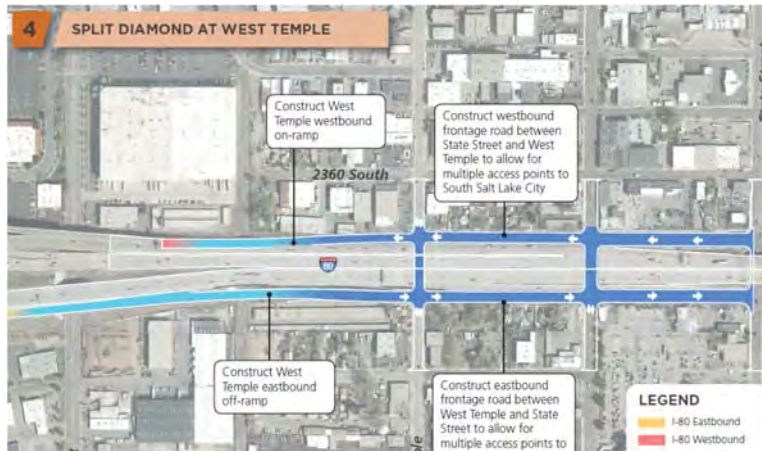 4 SPLIT DIAMOND AT WEST TEMPLE
Construct West
Temple westbound
on-ramp
Construct westbound
frontage road between
State Street and West
Temple to allow for
multiple access points to
South Salt Lake City
2360 South
80
Construct West
Temple eastbound
off-ramp
Construct eastbound
frontage road between
West Temple and State
Street to allow for
multiple access points to
LEGEND
I-80 Eastbound
I-80 Westbound